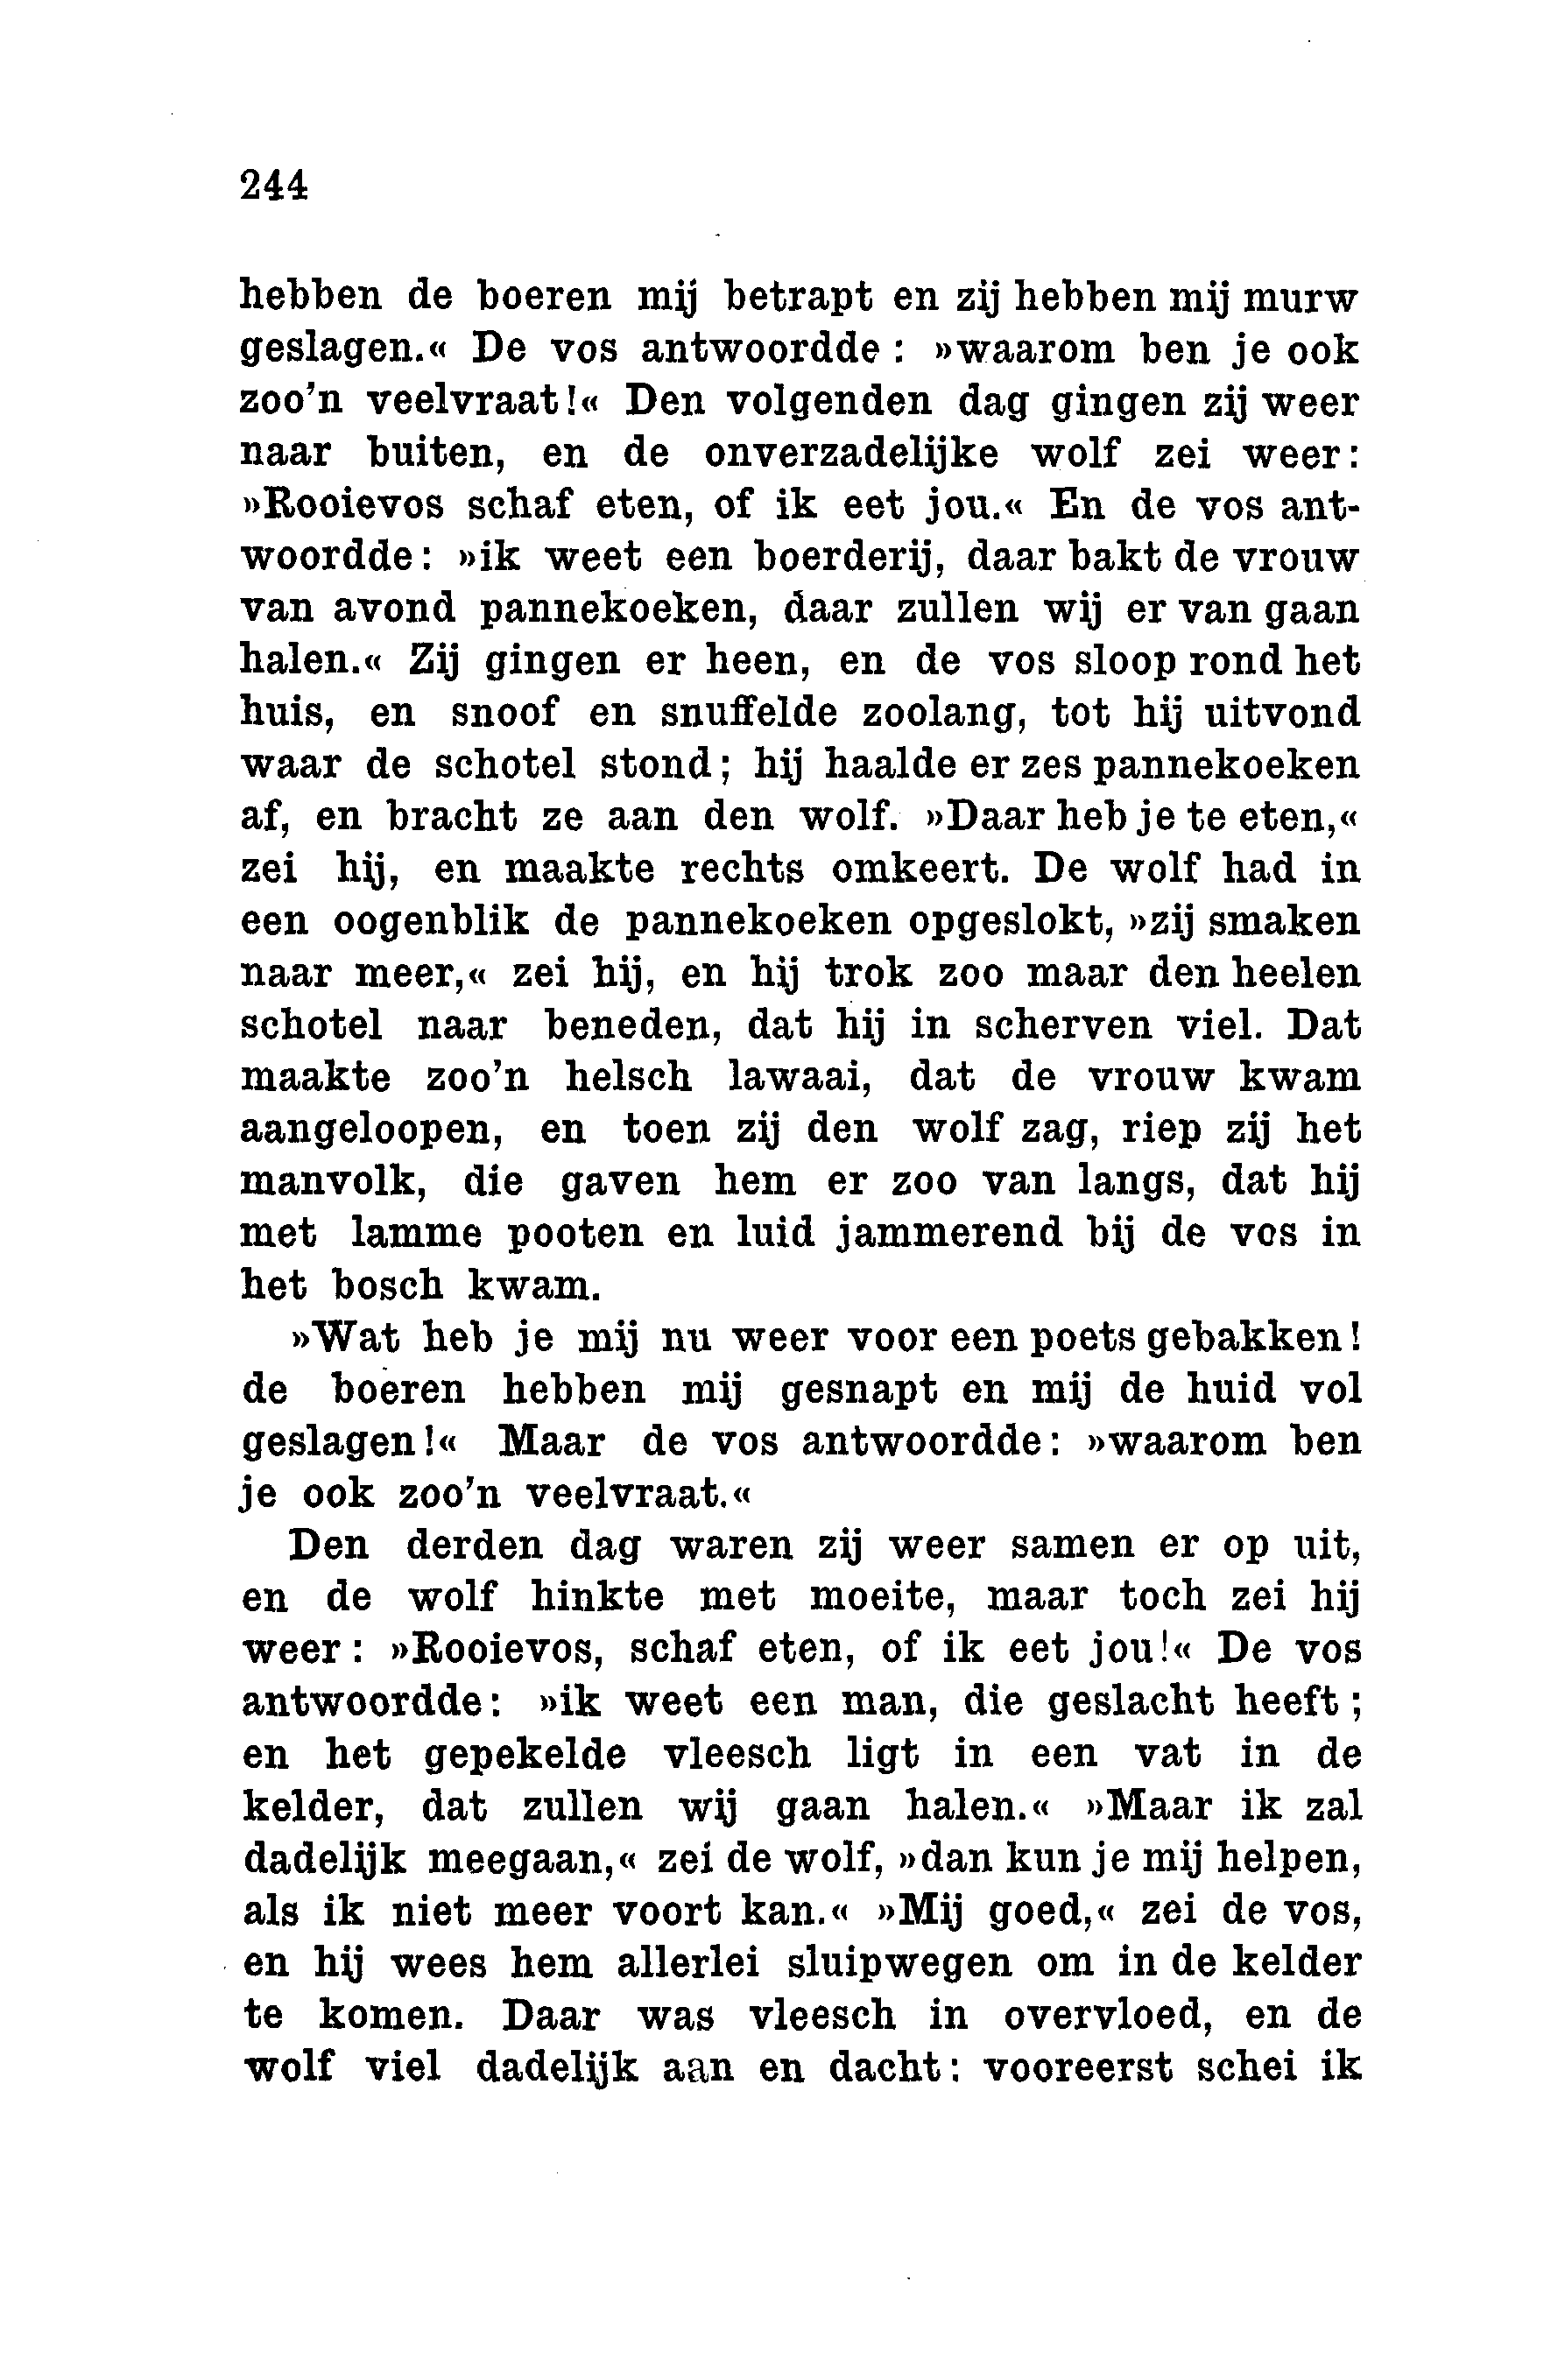 244
hebben de boeren mij betrapt en zij hebben mij murw
geslagen.« De vos antwoordde : »waarom ben je ook
zoo'n veelvraat!« Den volgenden dag gingen zij weer
naar buiten, en de onverzadelijke wolf zei weer:
»Rooievos schaf eten, of ik eet jou.« En de vos ant-
woordde: »ik weet een boerderij, daar bakt de vrouw
van avond pannekoeken, daar zullen wij er van gaan
halen.« Zij gingen er heen, en de vos sloop rond het
huis, en snoof en snuffelde zoolang, tot hij uitvond
waar de schotel stond; hij haalde er zes pannekoeken
af, en bracht ze aan den wolf. »Daar heb je te eten,«
zei hij, en maakte rechts omkeert. De wolf had in
een oogenblik de pannekoeken opgeslokt, »zij smaken
naar meer,« zei hij, en hij trok zoo maar den heelen
schotel naar beneden, dat hij in scherven viel. Dat
maakte zoo'n helsch lawaai, dat de vrouw kwam
aangeloopen, en toen zij den wolf zag, riep zij het
manvolk, die gaven hem er zoo van langs, dat hij
met lamme pooten en luid jammerend bij de vos in
het bosch kwam.
»Wat heb je mij nu weer voor een poets gebakken!
de boeren hebben mij gesnapt en mij de huid vol
geslagen!« Maar de vos antwoordde: »waarom ben
je ook zoo'n veelvraat.«
Den derden dag waren zij weer samen er op uit,
en de wolf hinkte met moeite, maar toch zei hij
weer: »Rooievos, schaf eten, of ik eet jou!« De vos
antwoordde: »ik weet een man, die geslacht heeft;
en het gepekelde vleesch ligt in een vat in de
kelder, dat zullen wij gaan halen.« »Maar ik zal
dadelijk meegaan,« zei de wolf, »dan kun je mij helpen,
als ik niet meer voort kan.« »Mij goed,« zei de vos,
en hij wees hem allerlei sluipwegen om in de kelder
te komen. Daar was vleesch in overvloed, en de
wolf viel dadelijk aan en dacht: vooreerst schei ik